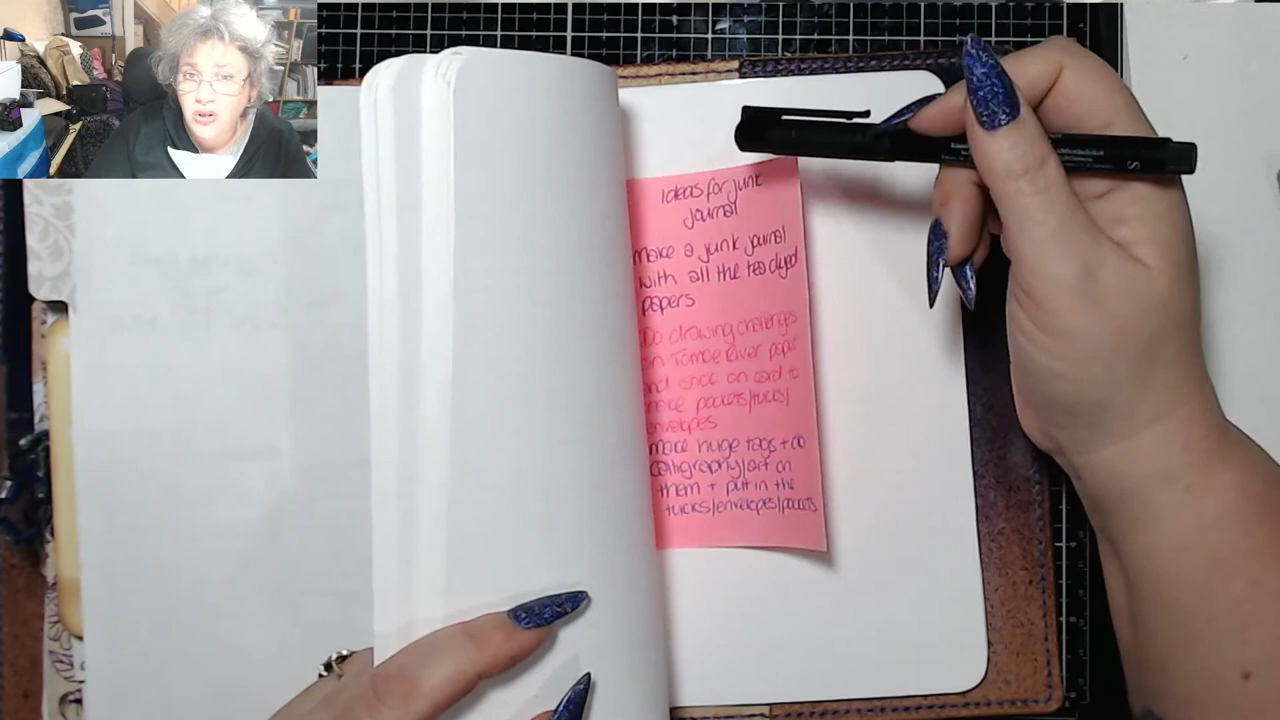 Ideas for junk
journal
make a junk journal
with all the tea dyed
papers
Do drawing challenges
on Tomoe River paper
and stick on card to
make pockets/tucks/
envelopes
make huge tags + do
calligraphy/art on
them + put in the
tucks/envelopes/pockets
S